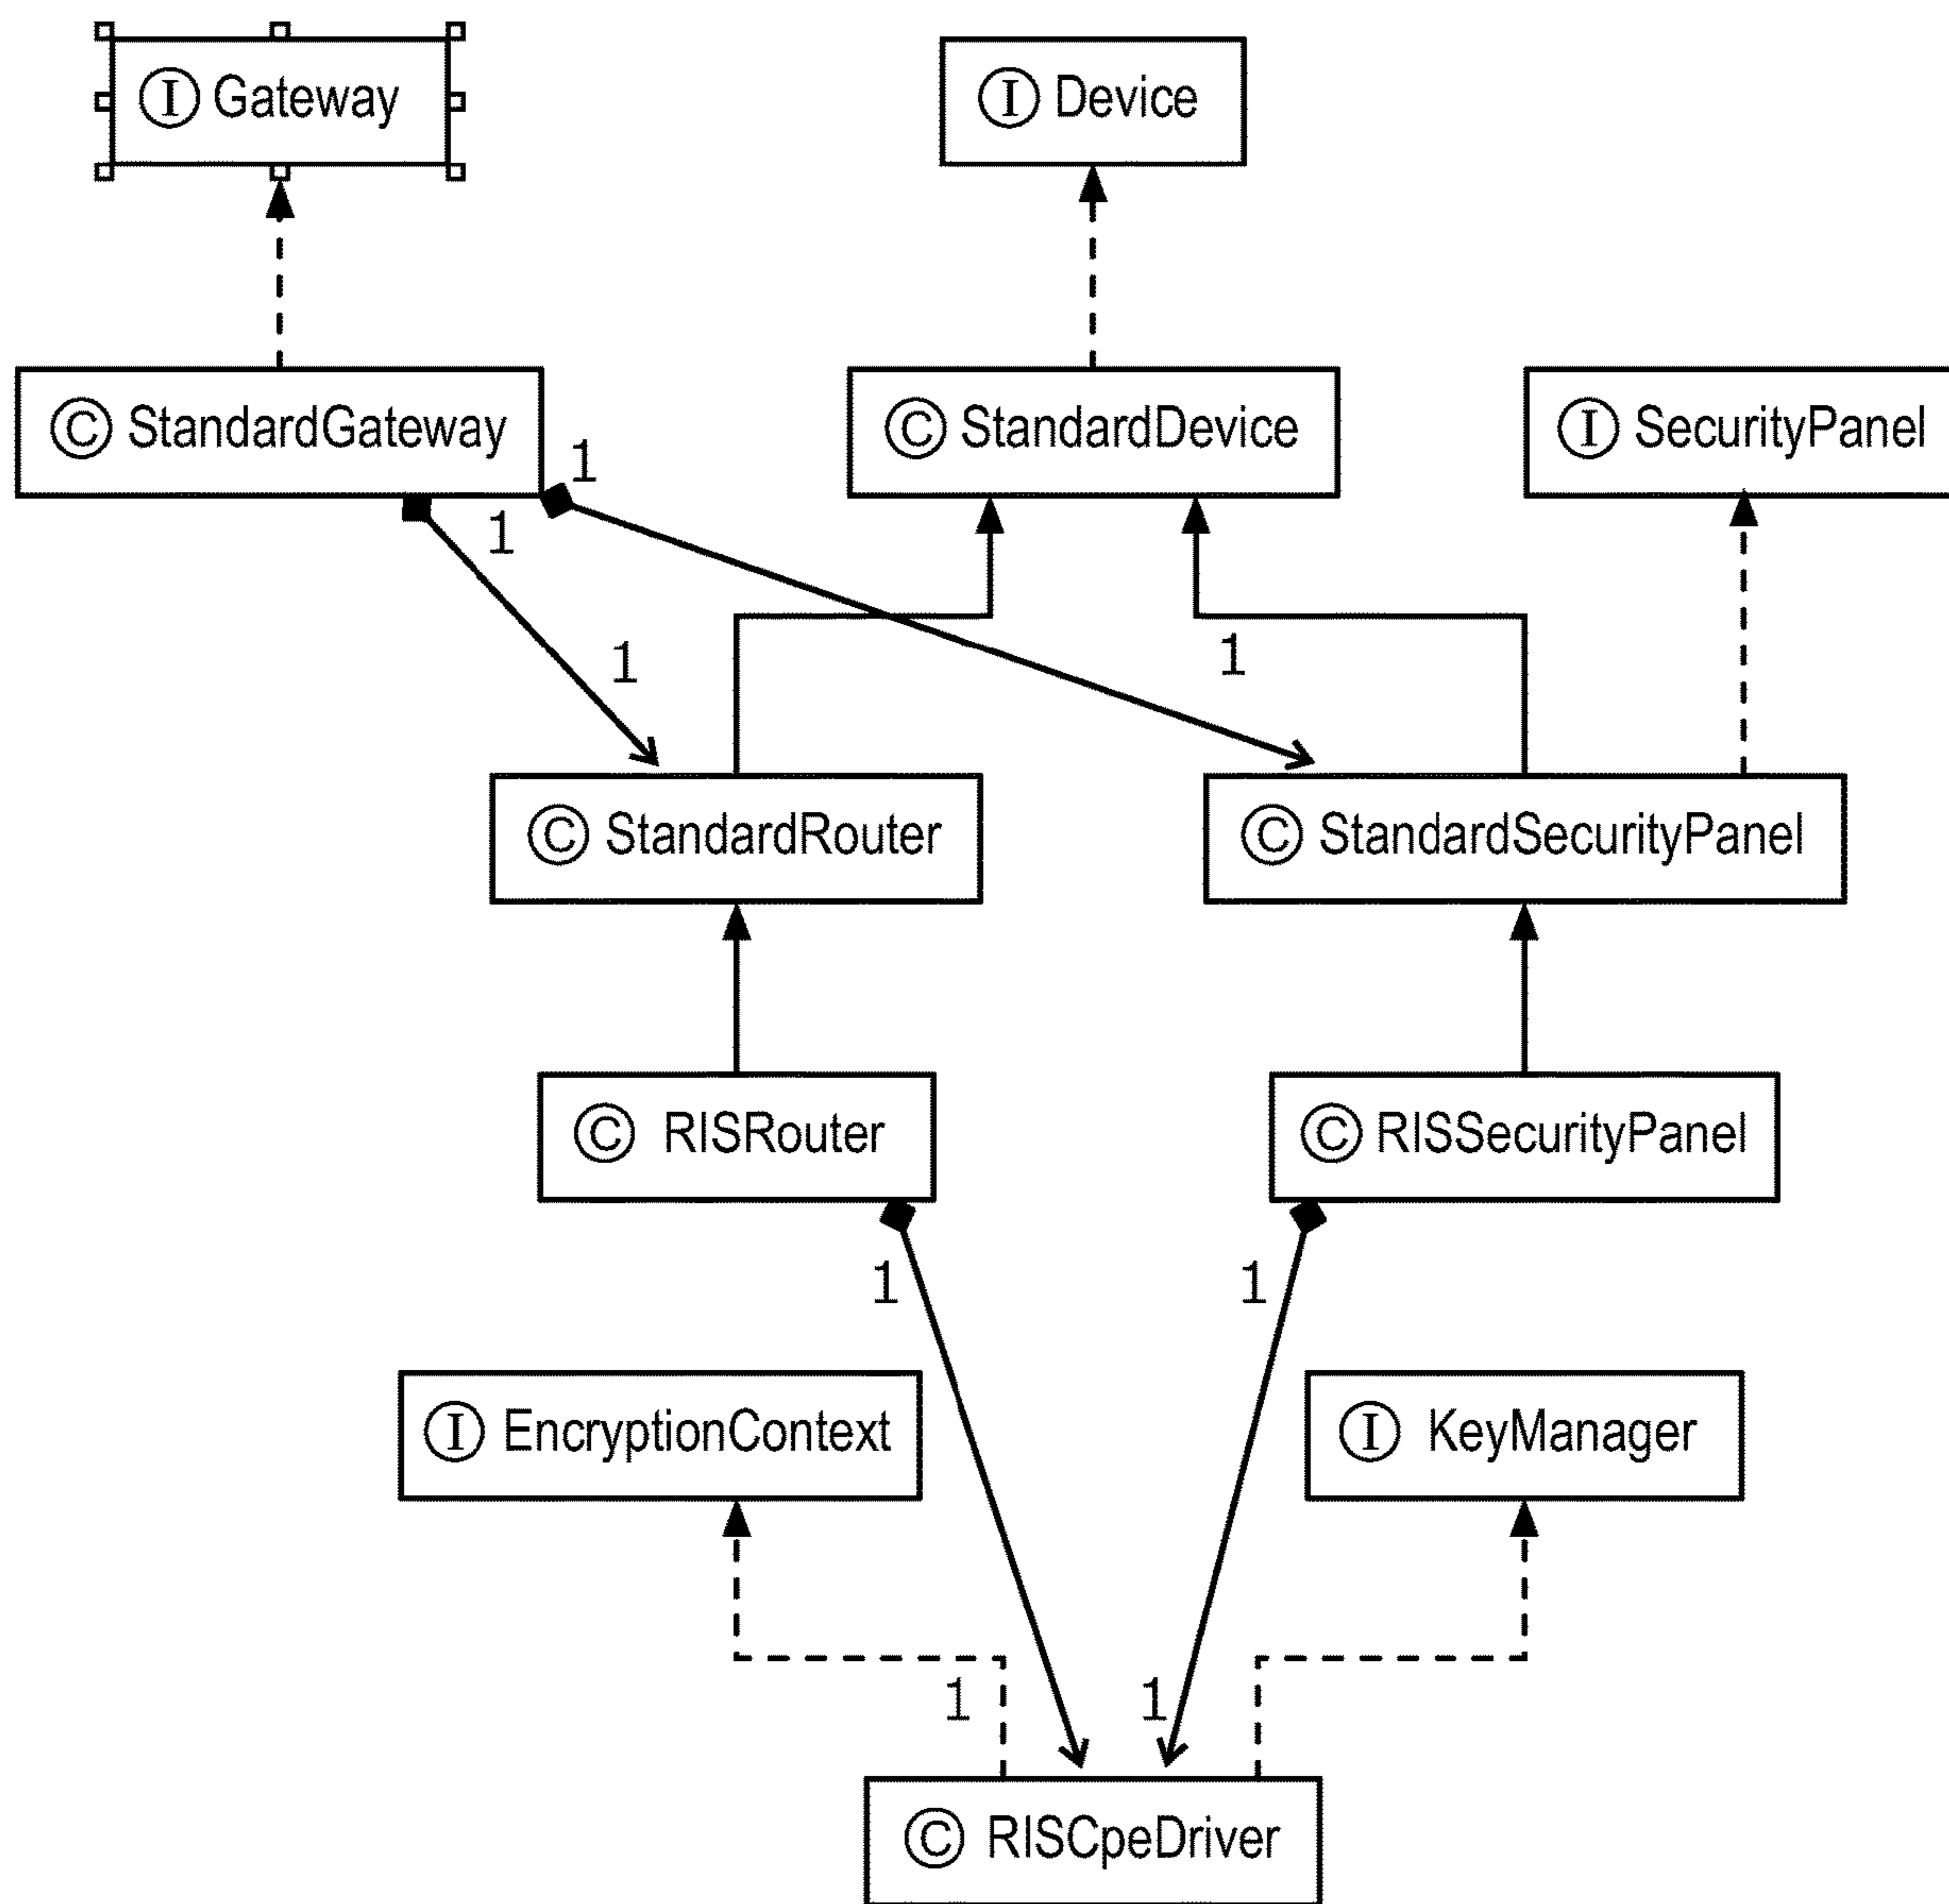 I Gateway
I Device
C StandardGateway
C StandardDevice
I SecurityPanel
1
1
1
1
C StandardRouter
C StandardSecurityPanel
C RISRouter
C RISSecurityPanel
1
1
I EncryptionContext
I KeyManager
1
1
C RISCpeDriver